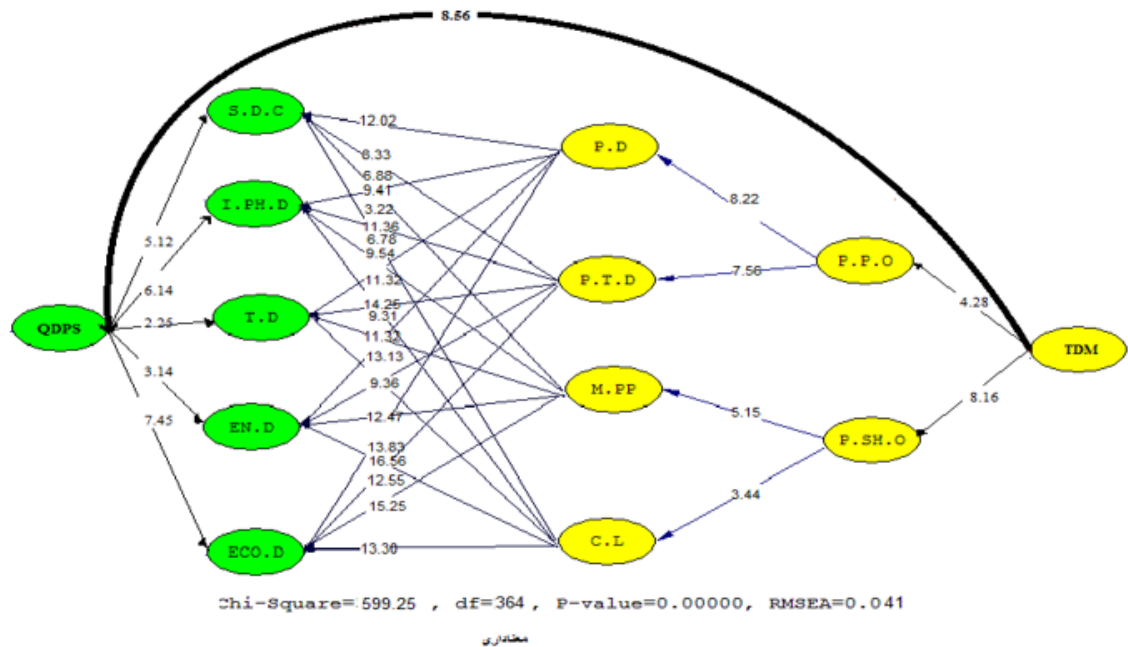 8.56
S.D.C
12.02
P.D
8.33
6.88
9.41
I.PH.D
3.22
8.22
11.36
5.12
6.78
9.54
P.P.O
6.14
11.32
P.T.D
7.56
14.25
4.28
QDPS
2.25
T.D
9.31
11.33
TDM
13.13
3.14
9.36
M.PP
8.16
7.45
EN.D
12.47
5.15
P.SH.O
13.83
16.56
12.55
3.44
15.25
ECO.D
13.30
C.L
Chi-Square=599.25 , df=364 , P-value=0.00000, RMSEA=0.041
معناداری